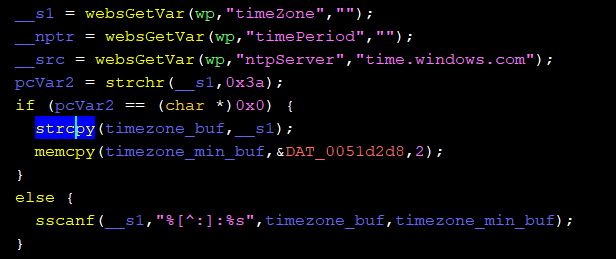 __s1 = websGetVar(wp,"timeZone","");
__nptr = websGetVar(wp,"timePeriod","");
__src = websGetVar(wp,"ntpServer","time.windows.com");
pcVar2 = strchr(__s1,0x3a);
if (pcVar2 == (char *)0x0) {
strcpy(timezone_buf,__s1);
memcpy(timezone_min_buf,&DAT_0051d2d8,2);
}
else {
sscanf(__s1,"%[^:]:%s",timezone_buf,timezone_min_buf);
}